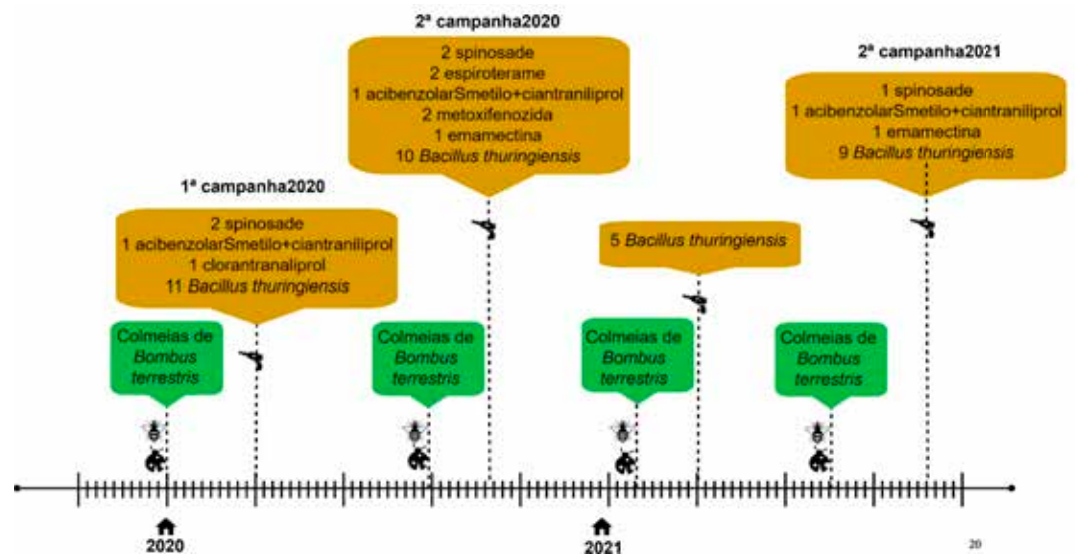 2ª campanha2020
2 spinosade
2 espiroterame
1 acibenzolarSmetilo+ciantraniliprol
2 metoxifenozida
1 emamectina
10 Bacillus thuringiensis
2ª campanha2021
1 spinosade
1 acibenzolarSmetilo+ciantraniliprol
1 emamectina
9 Bacillus thuringiensis
1ª campanha2020
2 spinosade
1 acibenzolarSmetilo+ciantraniliprol
1 clorantranaliprol
11 Bacillus thuringiensis
5 Bacillus thuringiensis
Colmeias de
Bombus
terrestris
Colmeias de
Bombus
terrestris
Colmeias de
Bombus
terrestris
Colmeias de
Bombus
terrestris
2020
2021
20